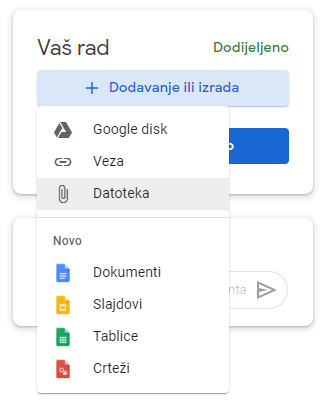 Vaš rad
Dodijeljeno
Dodavanje ili izrada
Google disk
Veza
Datoteka
Novo
Dokumenti
Slajdovi
Tablice
Crteži